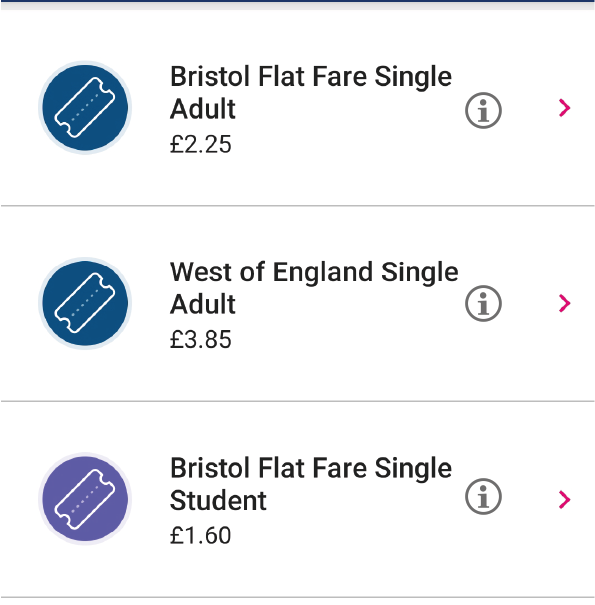 Bristol Flat Fare Single
Adult
£2.25
West of England Single
Adult
£3.85
Bristol Flat Fare Single
Student
£1.60